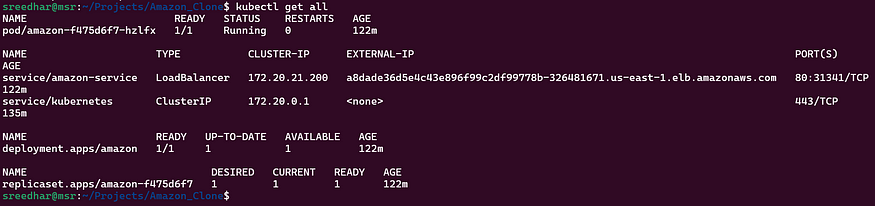 sreedhar@msr:~/Projects/Amazon_Clone$ kubectl get all
NAME                         READY   STATUS    RESTARTS   AGE
pod/amazon-f475d6f7-hzlfx   1/1     Running   0          122m

NAME                     TYPE           CLUSTER-IP      EXTERNAL-IP                                                               PORT(S)
AGE
service/amazon-service   LoadBalancer   172.20.21.200   a8dade36d5e4c43e896f99c2df99778b-326481671.us-east-1.elb.amazonaws.com   80:31341/TCP
122m
service/kubernetes       ClusterIP      172.20.0.1      <none>                                                                    443/TCP
135m

NAME                     READY   UP-TO-DATE   AVAILABLE   AGE
deployment.apps/amazon   1/1     1            1           122m

NAME                              DESIRED   CURRENT   READY   AGE
replicaset.apps/amazon-f475d6f7   1         1         1       122m
sreedhar@msr:~/Projects/Amazon_Clone$